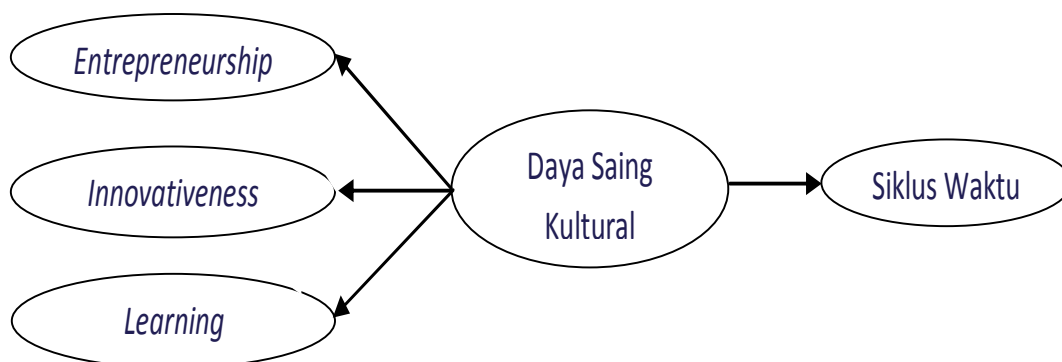 Entrepreneurship
Innovativeness
Learning
Daya Saing
Kultural
Siklus Waktu